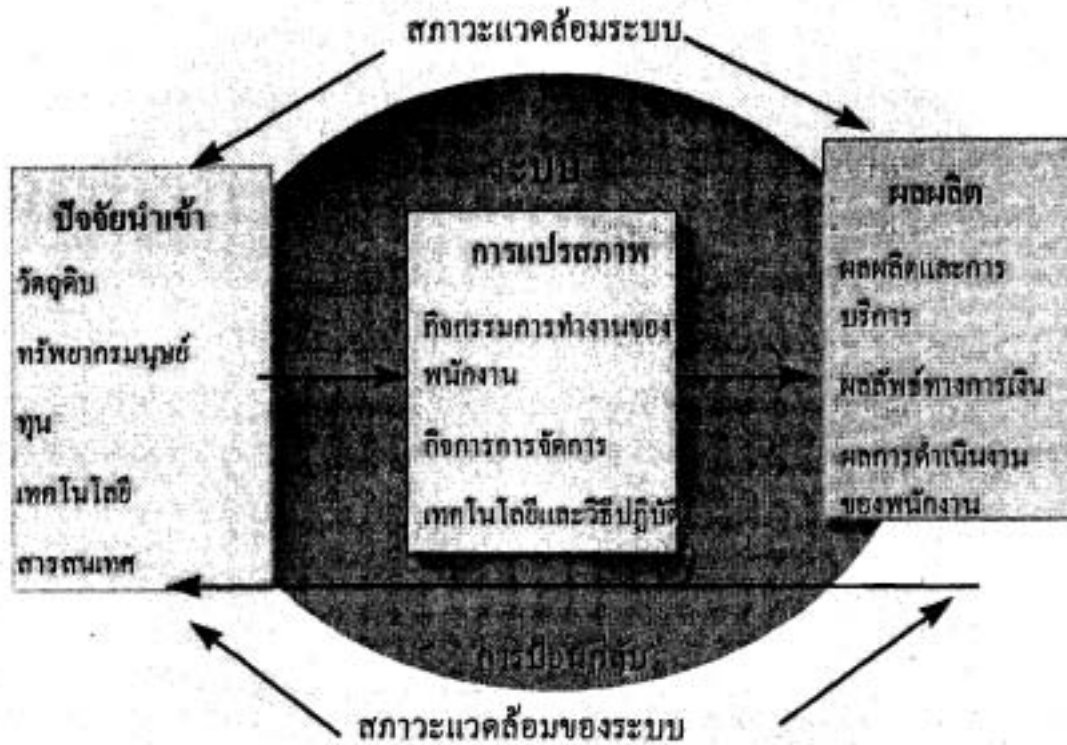 สภาวะแวดล้อมระบบ
ระบบ
ปัจจัยนำเข้า
วัตถุดิบ
ทรัพยากรมนุษย์
ทุน
เทคโนโลยี
สารสนเทศ
การแปรสภาพ
กิจกรรมการทำงานของ
พนักงาน
กิจการการจัดการ
เทคโนโลยีและวิธีปฏิบัติ
ผลผลิต
ผลผลิตและการ
บริการ
ผลลัพธ์ทางการเงิน
ผลการดำเนินงาน
ของพนักงาน
การป้อนกลับ
สภาวะแวดล้อมของระบบ